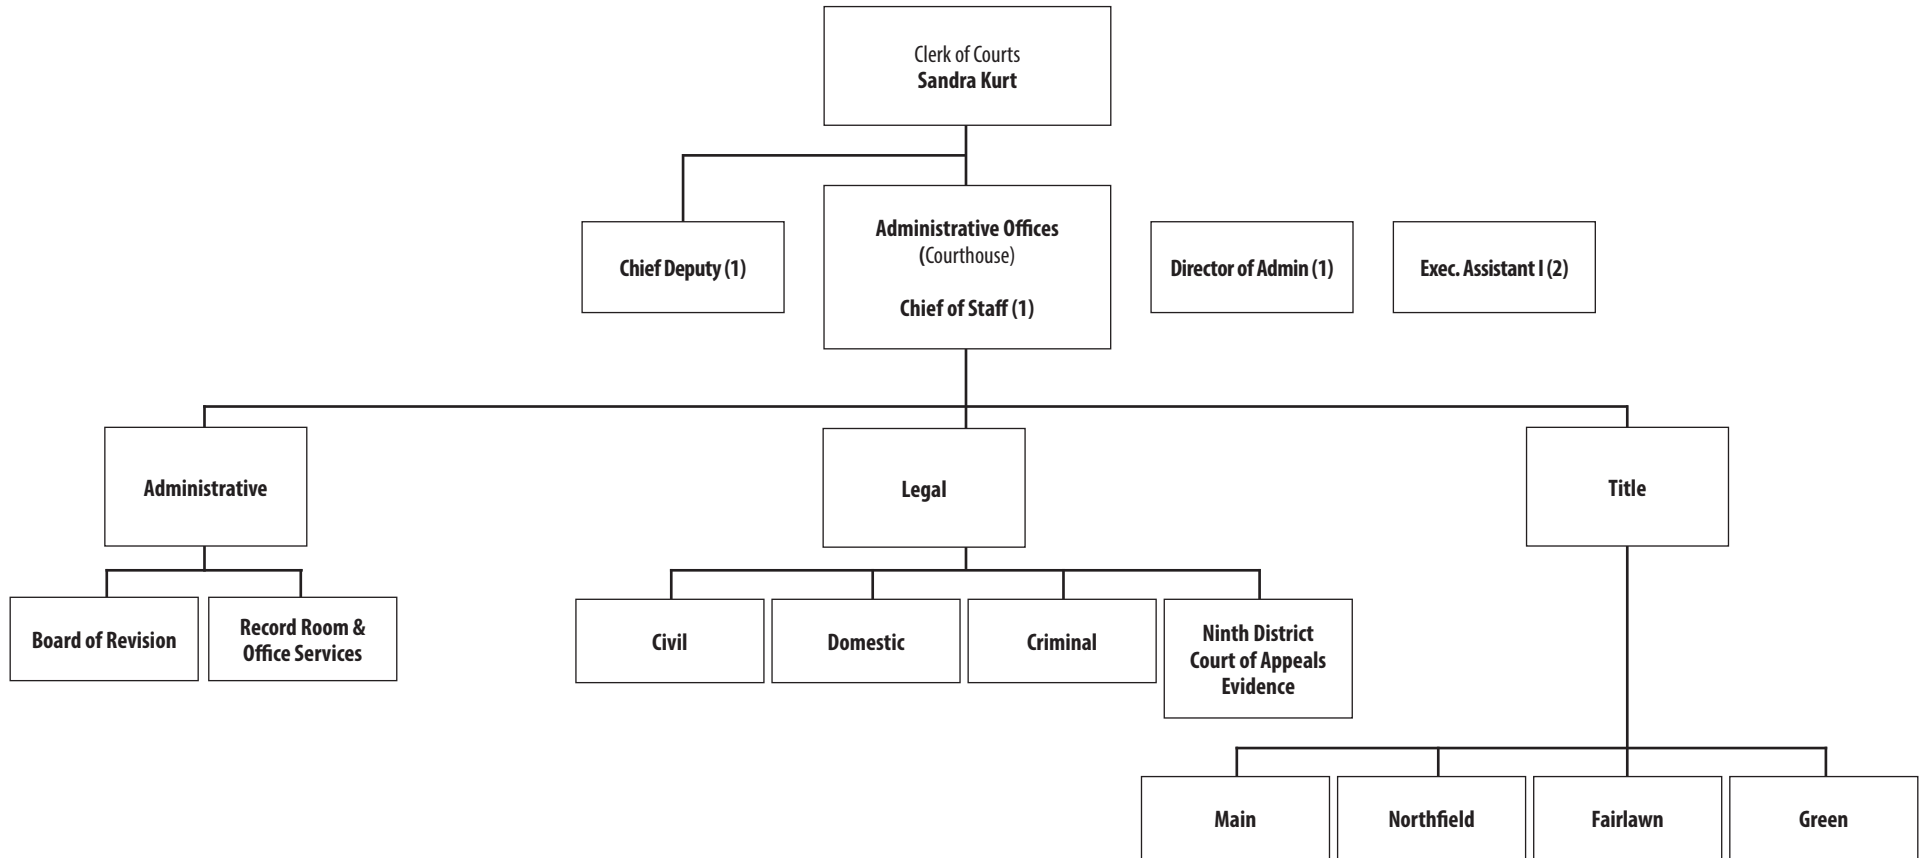 Clerk of Courts
Sandra Kurt
Chief Deputy (1)
Administrative Offices
(Courthouse)
Chief of Staff (1)
Director of Admin (1)
Exec. Assistant I (2)
Administrative
Legal
Title
Board of Revision
Record Room &
Office Services
Civil
Domestic
Criminal
Ninth District
Court of Appeals
Evidence
Main
Northfield
Fairlawn
Green